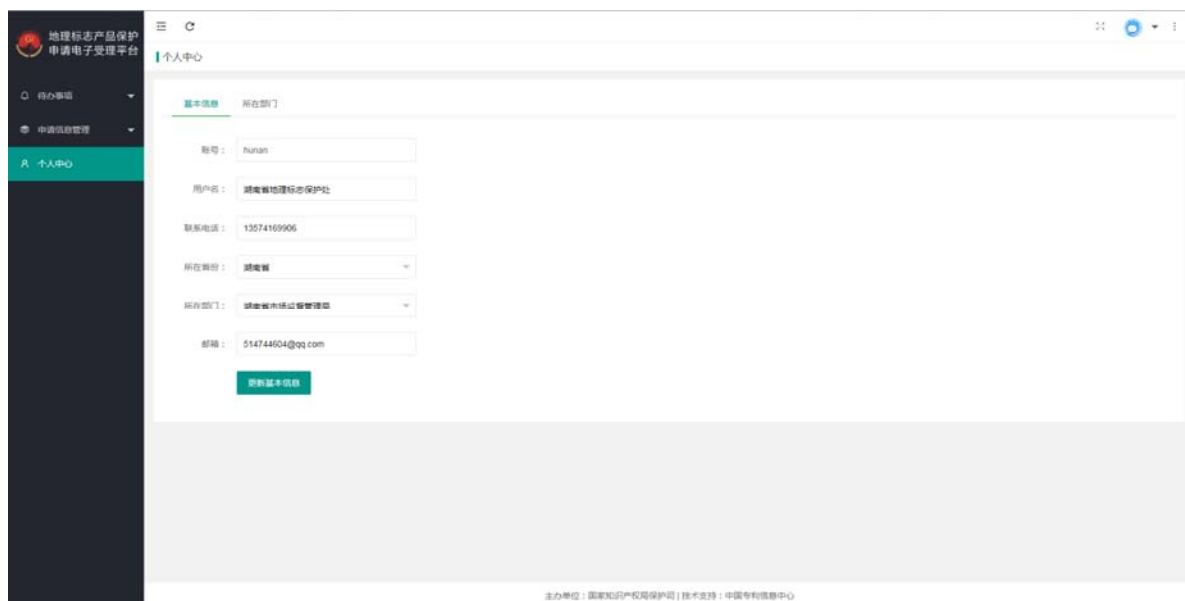 地理标志产品保护
申请电子受理平台
待办事项
申请信息管理
个人中心
个人中心
基本信息 所在部门
账号： hunan
用户名： 湖南省地理标志保护处
联系电话： 13574169906
所在省份： 湖南省
所在部门： 湖南省市场监督管理局
邮箱： 514744604@qq.com
更新基本信息
主办单位：国家知识产权局保护司 | 技术支持：中国专利信息中心